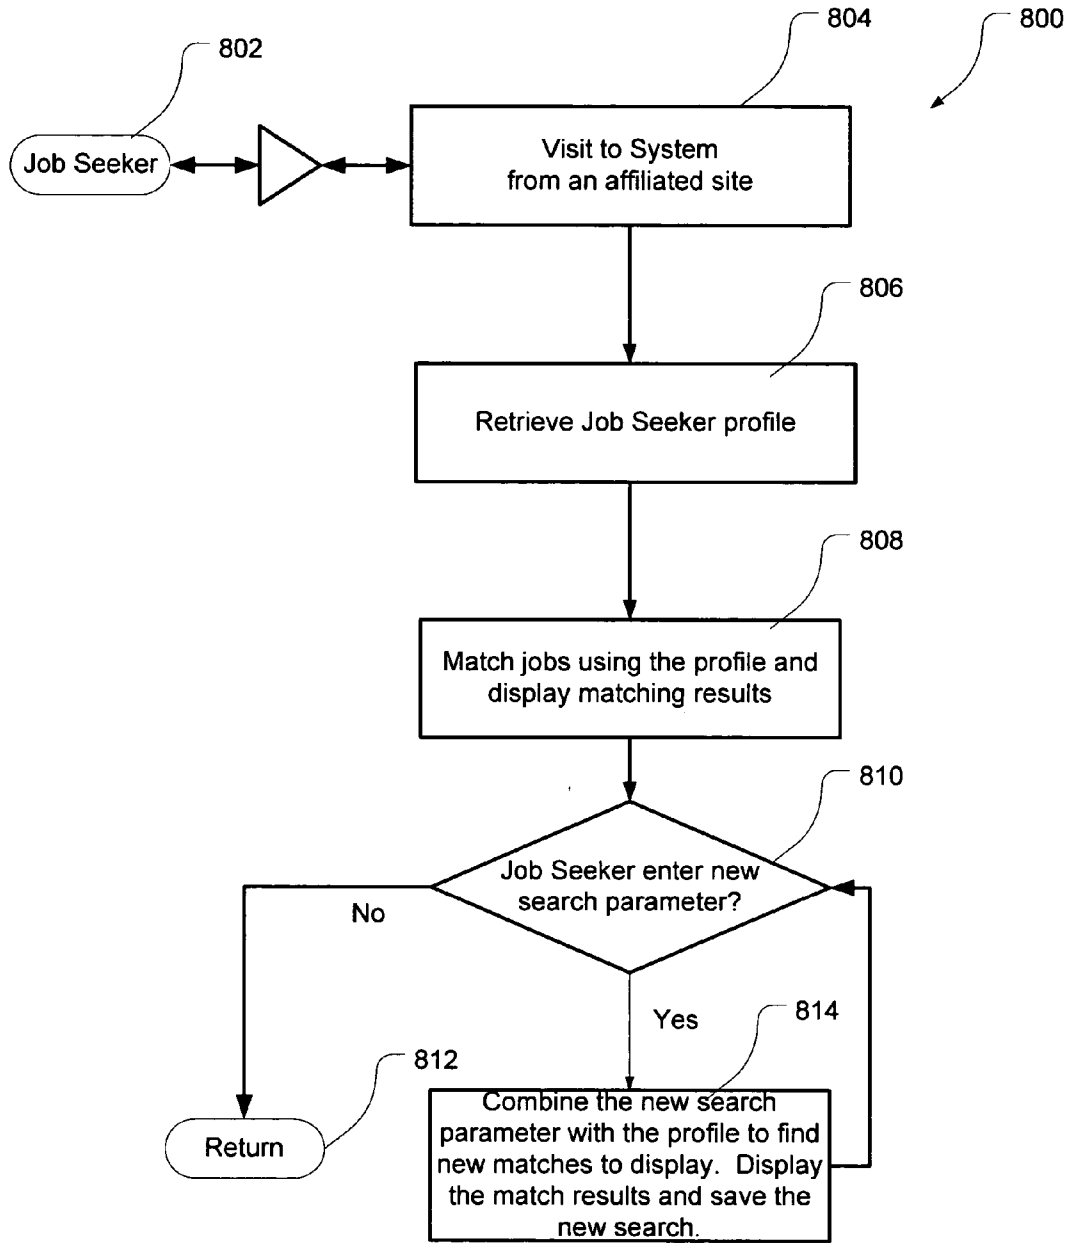 804
800
802
Job Seeker
Visit to System
from an affiliated site
806
Retrieve Job Seeker profile
808
Match jobs using the profile and
display matching results
810
Job Seeker enter new
search parameter?
No
Yes
814
812
Return
Combine the new search
parameter with the profile to find
new matches to display. Display
the match results and save the
new search.